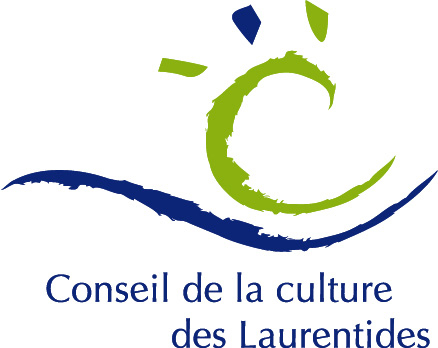 Conseil de la culture
des Laurentides